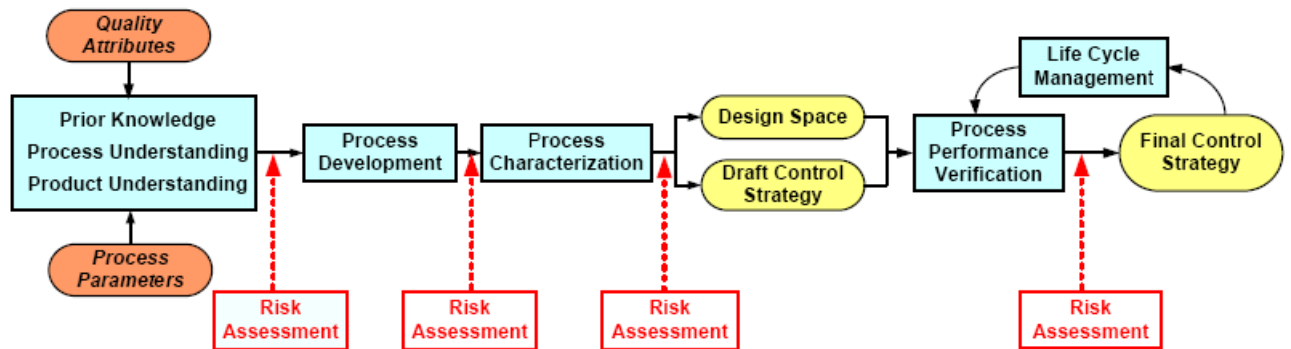 Quality
Attributes
Prior Knowledge
Process Understanding
Product Understanding
Process
Parameters
Process
Development
Process
Characterization
Design Space
Draft Control
Strategy
Process
Performance
Verification
Life Cycle
Management
Final Control
Strategy
Risk
Assessment
Risk
Assessment
Risk
Assessment
Risk
Assessment